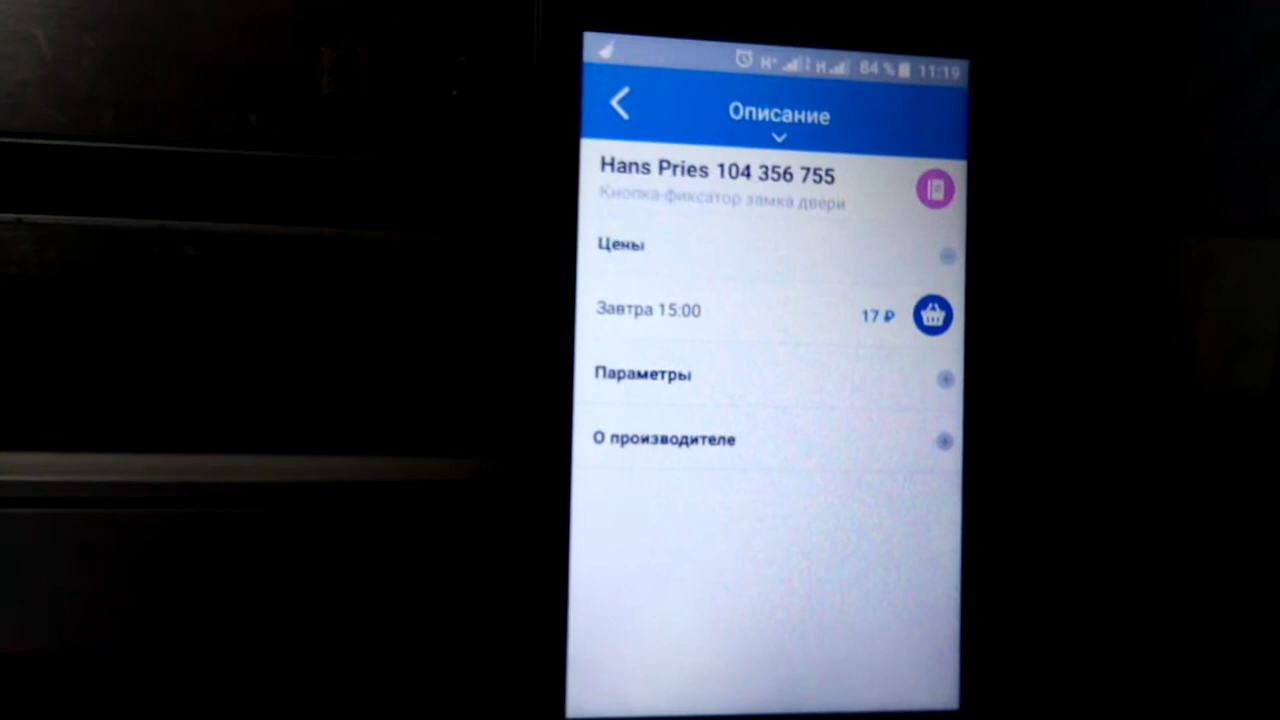 H+ H 84 % 11:19
Описание
Hans Pries 104 356 755
Кнопка-фиксатор замка двери
Цены
Завтра 15:00 17 ₽
Параметры
О производителе